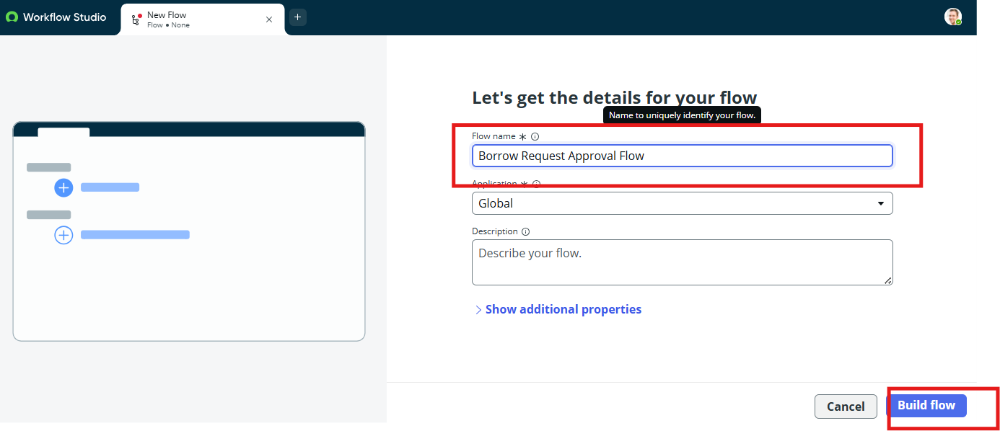 Workflow Studio
New Flow
Flow • None
Let's get the details for your flow
Name to uniquely identify your flow.
Flow name *
Borrow Request Approval Flow
Application *
Global
Description
Describe your flow.
Show additional properties
Cancel
Build flow